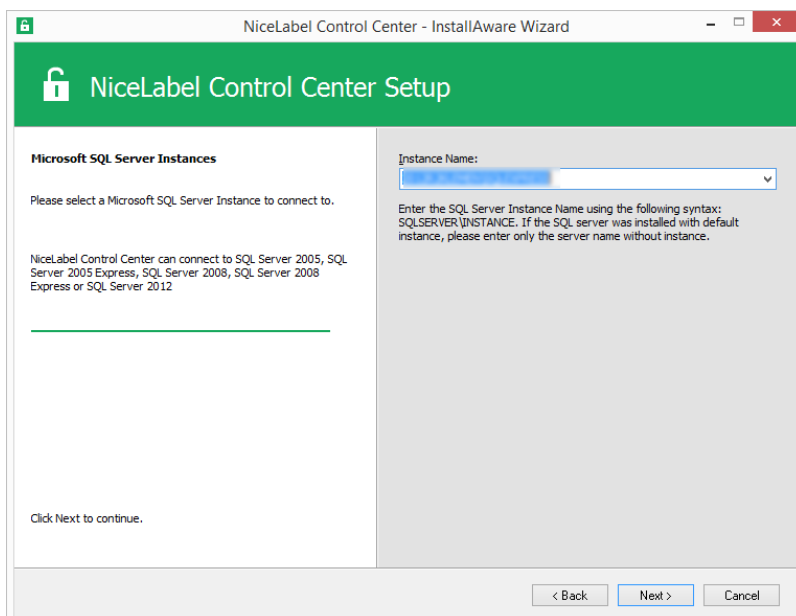 NiceLabel Control Center - InstallAware Wizard
NiceLabel Control Center Setup
Microsoft SQL Server Instances
Please select a Microsoft SQL Server Instance to connect to.
NiceLabel Control Center can connect to SQL Server 2005, SQL
Server 2005 Express, SQL Server 2008, SQL Server 2008
Express or SQL Server 2012
Click Next to continue.
Instance Name:
Enter the SQL Server Instance Name using the following syntax:
SQLSERVER\INSTANCE. If the SQL server was installed with default
instance, please enter only the server name without instance.
< Back
Next >
Cancel